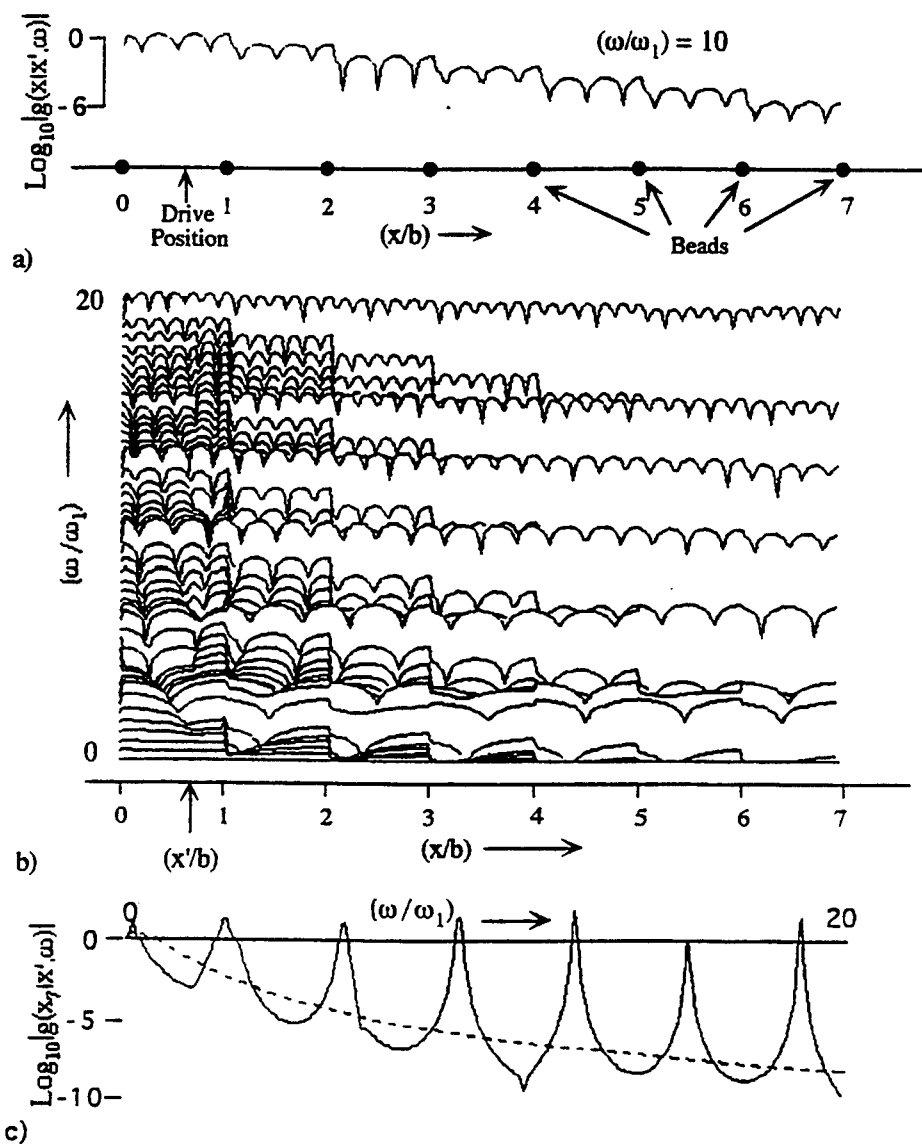 Log10|g(x|x',ω)|
0
-6
(ω/ω1) = 10
0 1 2 3 4 5 6 7
Drive
Position
(x/b)
Beads
a)
20
(ω/ω1)
0
0 1 2 3 4 5 6 7
(x'/b)
(x/b)
b)
Log10|g(x7|x',ω)|
0
(ω/ω1)
20
0
-5
-10
c)